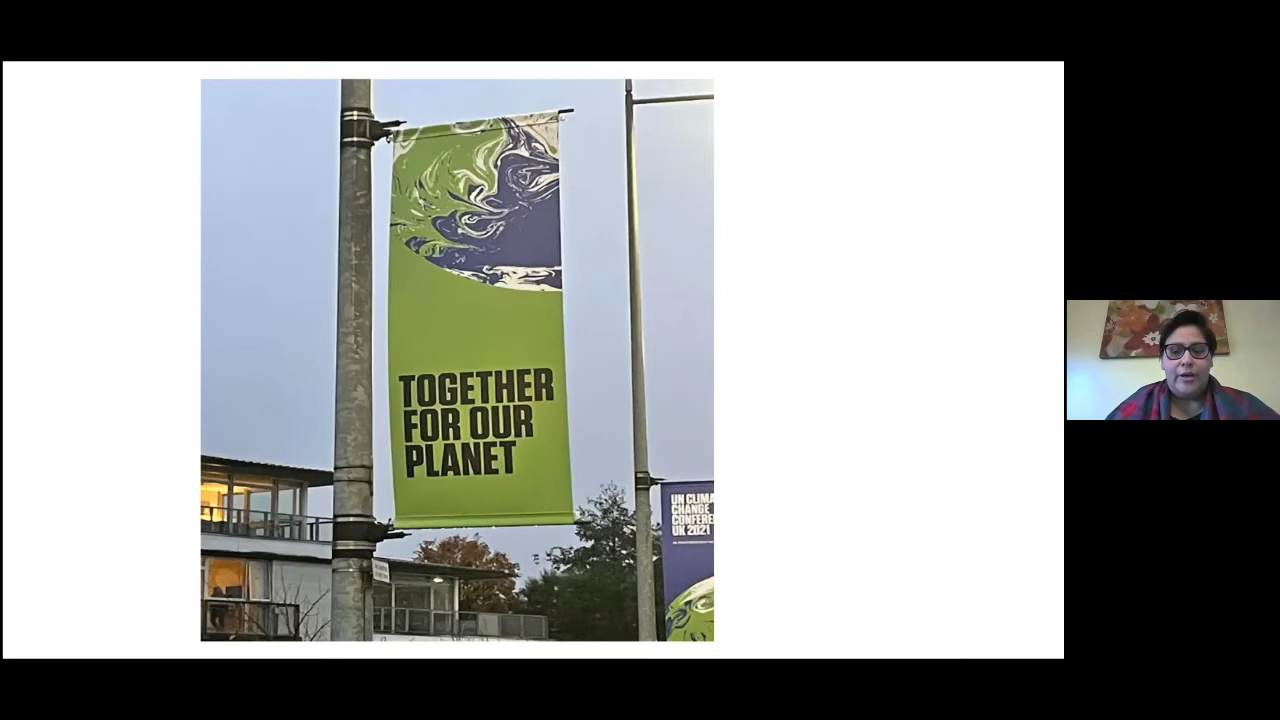 TOGETHER
FOR OUR
PLANET
UN CLIMA
CHANGE
CONFERE
UK 2021